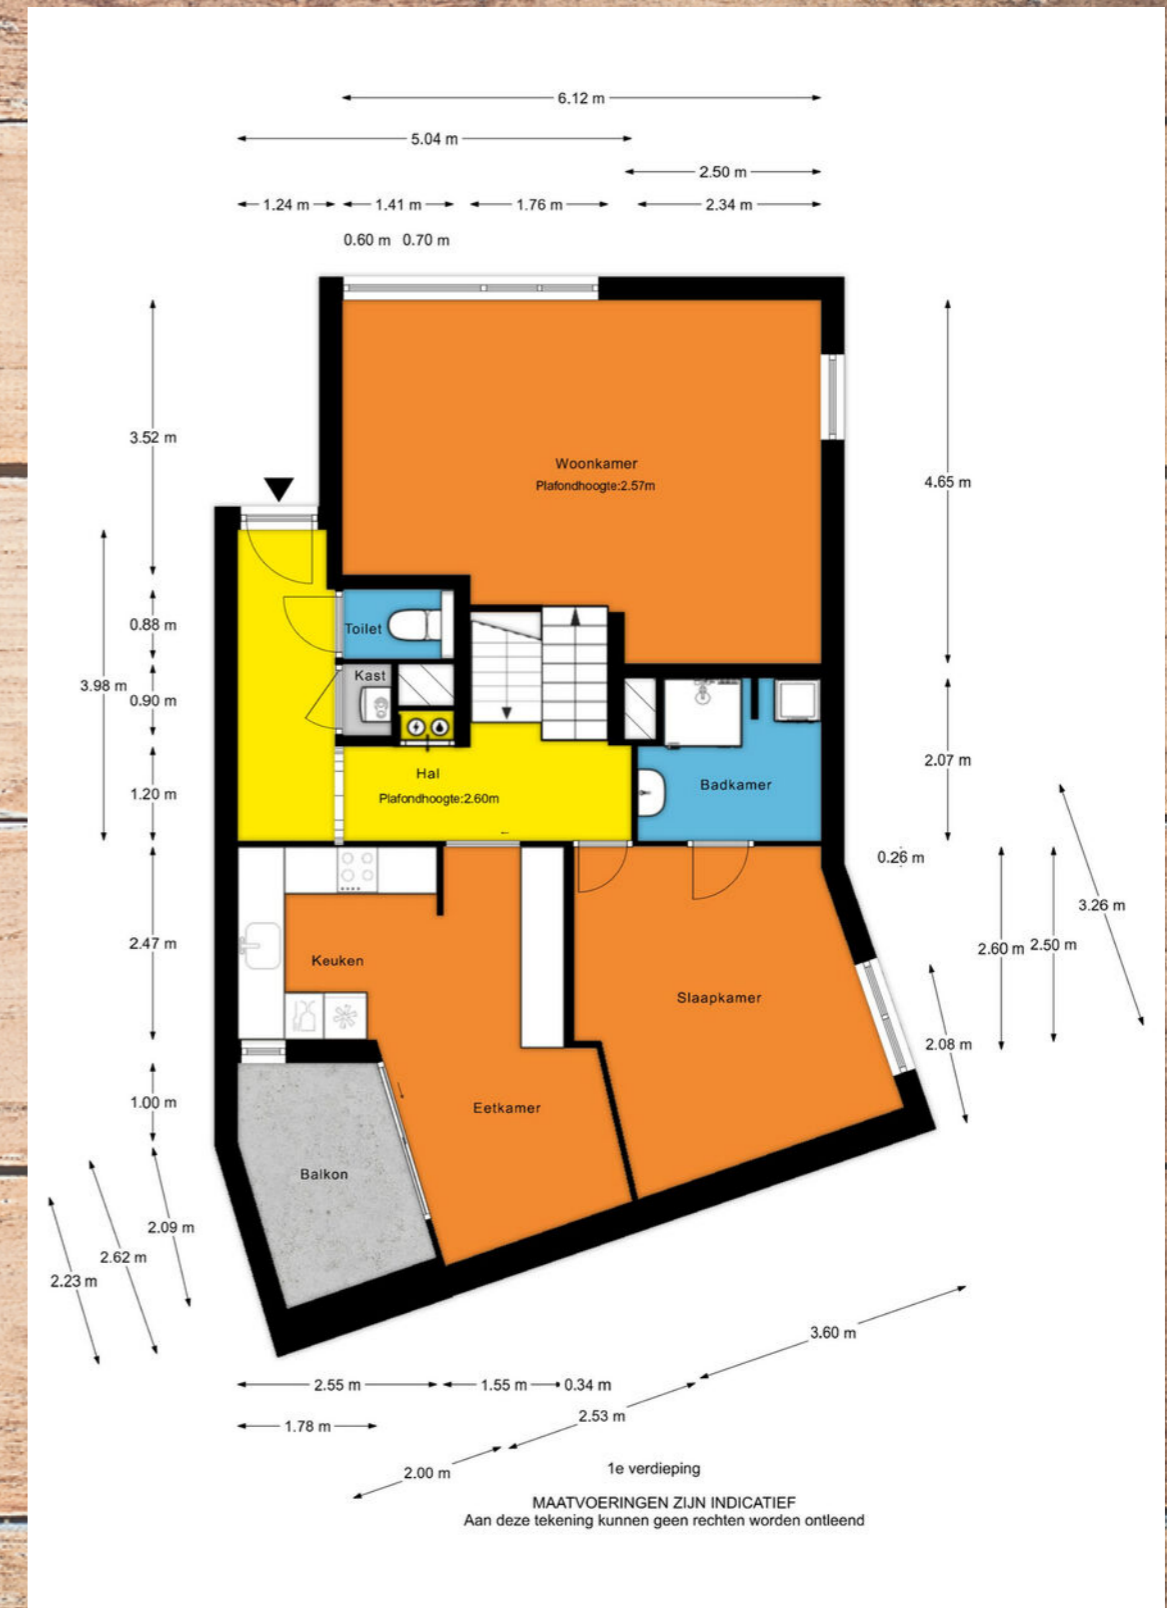 6.12 m
5.04 m
2.50 m
1.24 m 1.41 m 1.76 m 2.34 m
0.60 m 0.70 m
3.52 m
Woonkamer
Plafondhoogte:2.57m
4.65 m
0.88 m
Toilet
Kast
3.98 m
0.90 m
2.07 m
Hal
Plafondhoogte:2.60m
Badkamer
1.20 m
0.26 m
3.26 m
2.47 m
Keuken
2.60 m 2.50 m
Slaapkamer
2.08 m
1.00 m
Eetkamer
Balkon
2.09 m
2.62 m
2.23 m
3.60 m
2.55 m 1.55 m 0.34 m
1.78 m
2.53 m
2.00 m
1e verdieping
MAATVOERINGEN ZIJN INDICATIEF
Aan deze tekening kunnen geen rechten worden ontleend